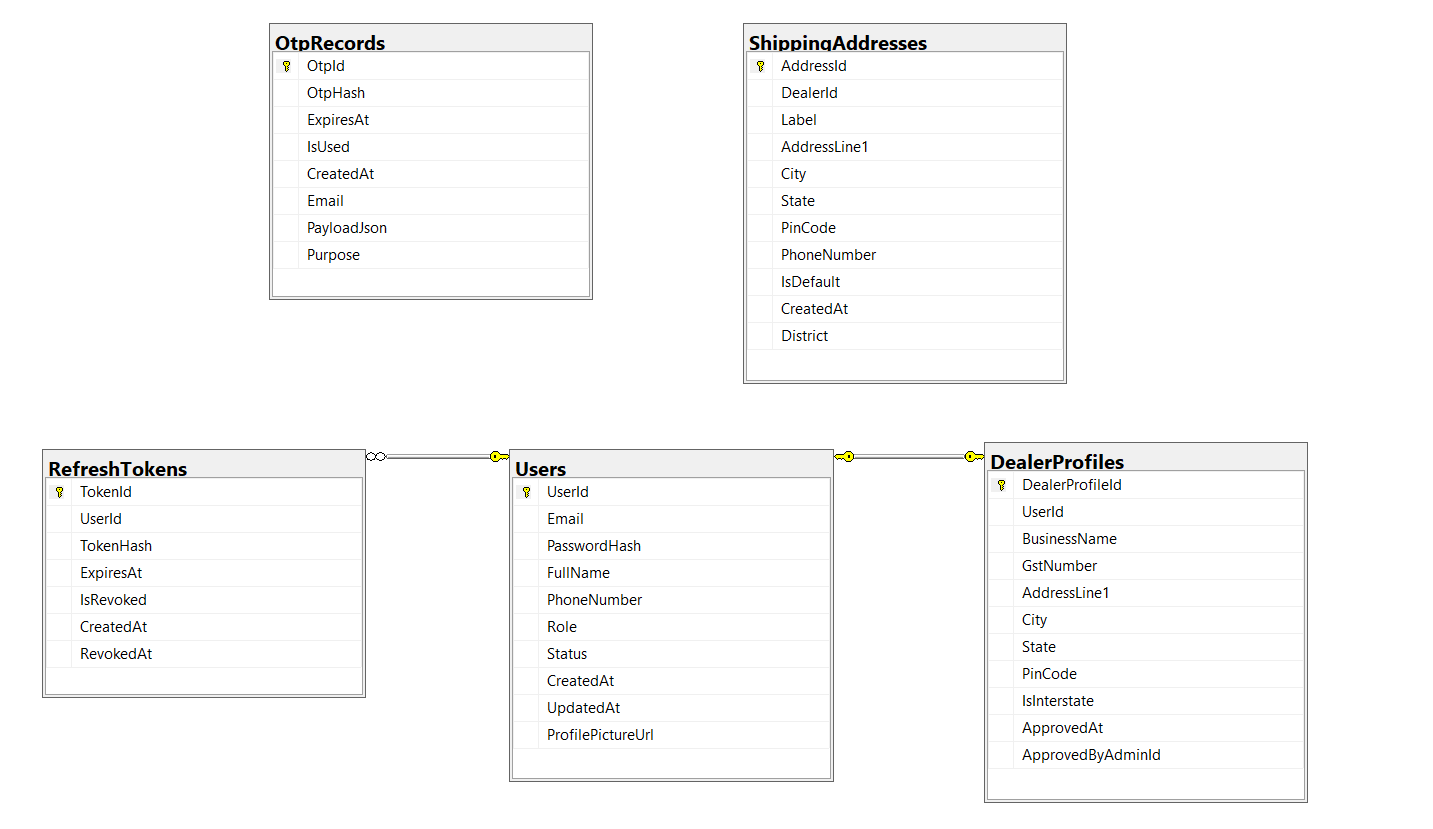 OtpRecords
OtpId
OtpHash
ExpiresAt
IsUsed
CreatedAt
Email
PayloadJson
Purpose
ShippingAddresses
AddressId
DealerId
Label
AddressLine1
City
State
PinCode
PhoneNumber
IsDefault
CreatedAt
District
RefreshTokens
TokenId
UserId
TokenHash
ExpiresAt
IsRevoked
CreatedAt
RevokedAt
Users
UserId
Email
PasswordHash
FullName
PhoneNumber
Role
Status
CreatedAt
UpdatedAt
ProfilePictureUrl
DealerProfiles
DealerProfileId
UserId
BusinessName
GstNumber
AddressLine1
City
State
PinCode
IsInterstate
ApprovedAt
ApprovedByAdminId